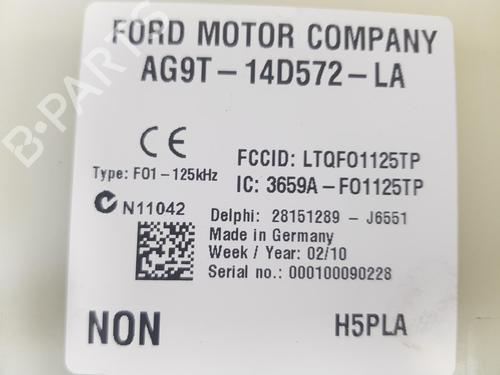 FORD MOTOR COMPANY
AG9T-14D572-LA
CE
Type: F01-125kHz
FCCID: LTQFO1125TP
IC: 3659A-FO1125TP
N11042
Delphi: 28151289 - J6551
Made in Germany
Week / Year: 02/10
Serial no.: 000100090228
NON
H5PLA